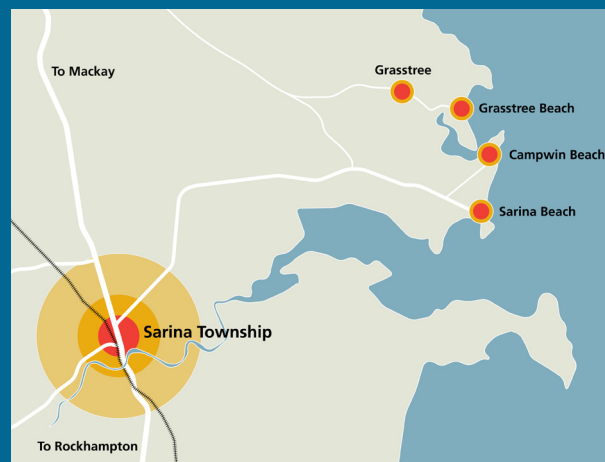 To Mackay
Grasstree
Grasstree Beach
Campwin Beach
Sarina Beach
Sarina Township
To Rockhampton